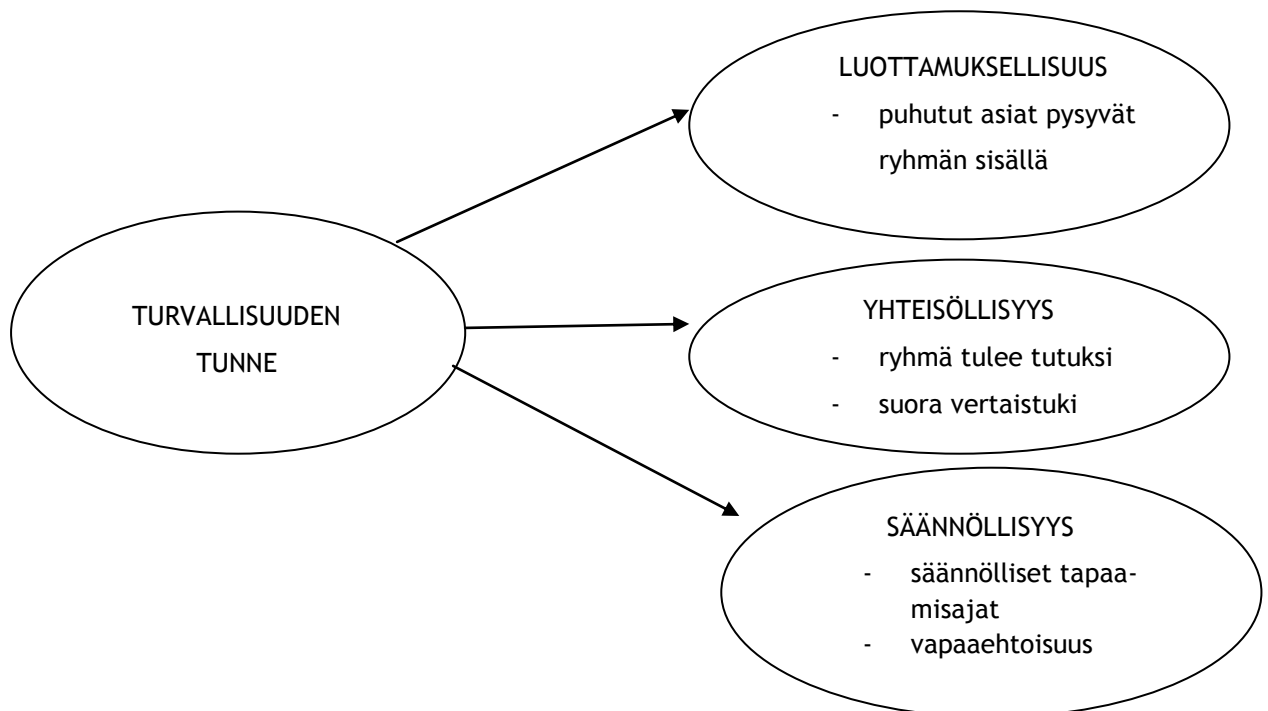 LUOTTAMUKSELLISUUS
- puhutut asiat pysyvät
ryhmän sisällä
TURVALLISUUDEN
TUNNE
YHTEISÖLLISYYS
- ryhmä tulee tutuksi
- suora vertaistuki
SÄÄNNÖLLISYYS
- säännölliset tapaa-
misajat
- vapaaehtoisuus